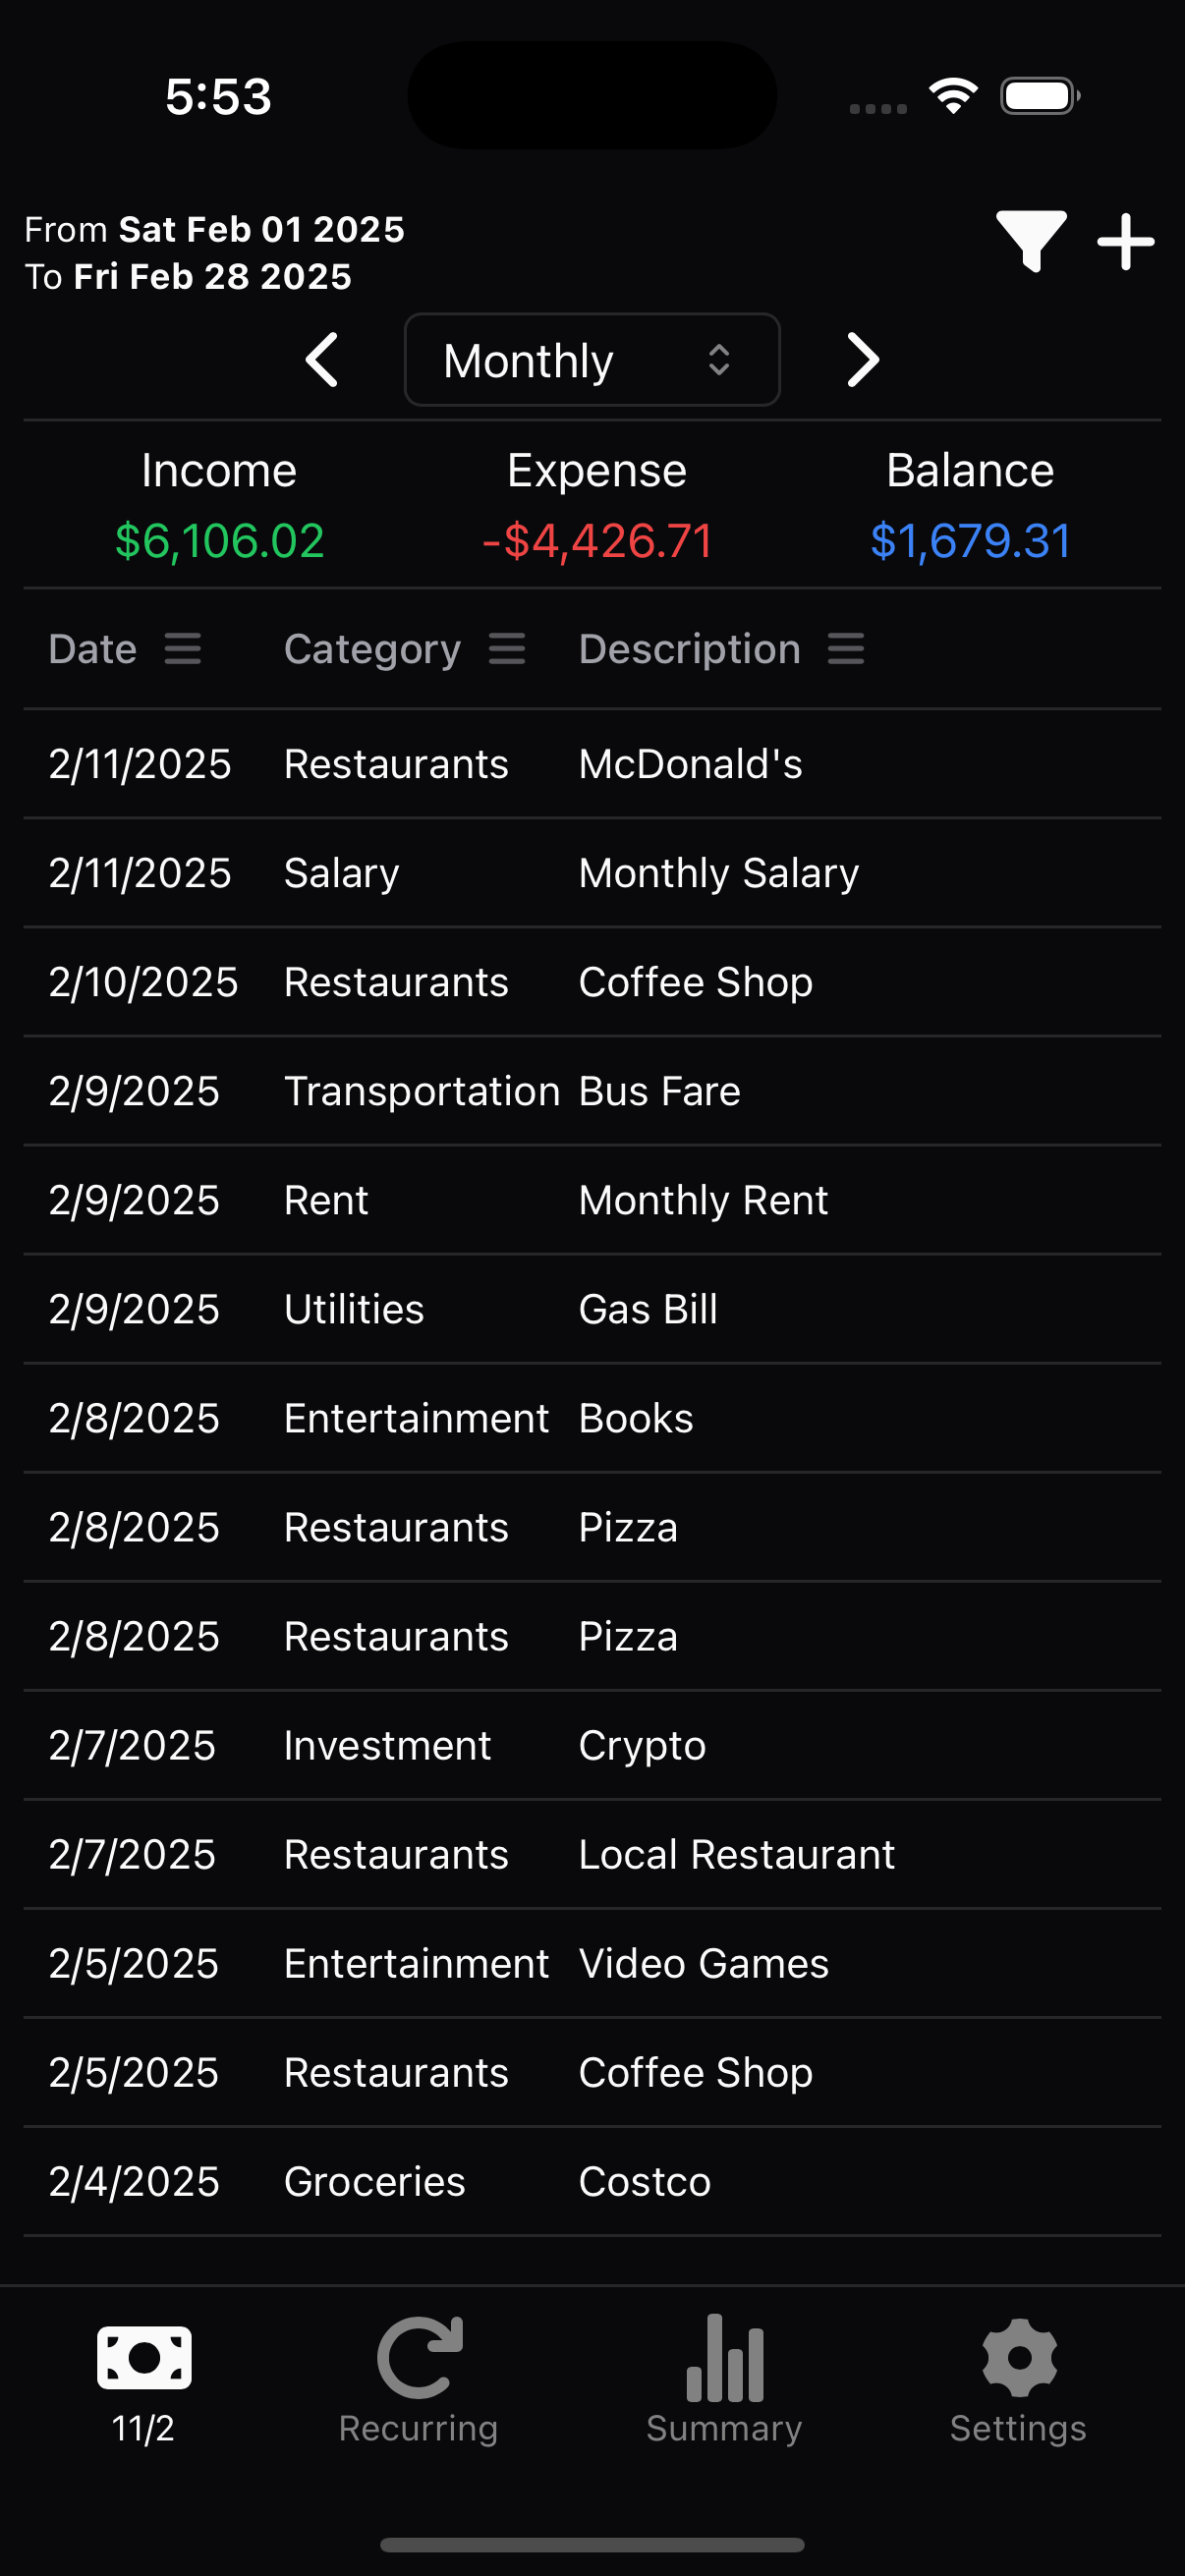 5:53
From Sat Feb 01 2025
To Fri Feb 28 2025
Monthly
Income Expense Balance
$6,106.02 -$4,426.71 $1,679.31
Date Category Description
2/11/2025 Restaurants McDonald's
2/11/2025 Salary Monthly Salary
2/10/2025 Restaurants Coffee Shop
2/9/2025 Transportation Bus Fare
2/9/2025 Rent Monthly Rent
2/9/2025 Utilities Gas Bill
2/8/2025 Entertainment Books
2/8/2025 Restaurants Pizza
2/8/2025 Restaurants Pizza
2/7/2025 Investment Crypto
2/7/2025 Restaurants Local Restaurant
2/5/2025 Entertainment Video Games
2/5/2025 Restaurants Coffee Shop
2/4/2025 Groceries Costco
11/2 Recurring Summary Settings